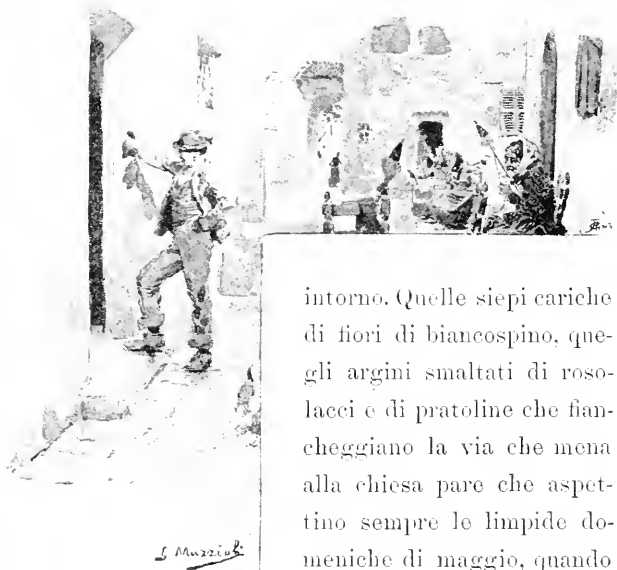 intorno. Quelle siepi cariche
di fiori di biancospino, que-
gli argini smaltati di roso-
lacci e di pratoline che fian-
cheggiano la via che mena
alla chiesa pare che aspet-
tino sempre le limpide do-
meniche di maggio, quando
Muzzioli